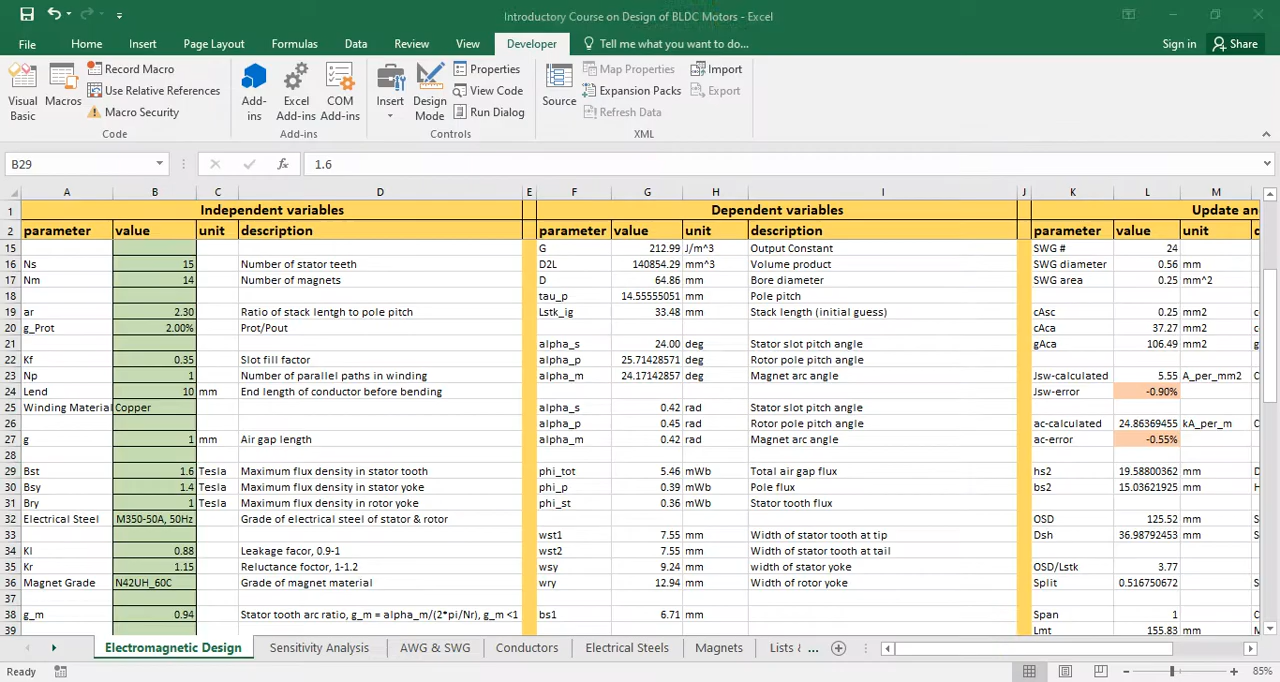 Introductory Course on Design of BLDC Motors - Excel
File Home Insert Page Layout Formulas Data Review View Developer Tell me what you want to do... Sign in Share
Visual Basic Macros Record Macro Use Relative References Macro Security Code
Add-ins Excel Add-ins COM Add-ins Add-ins
Insert Design Mode Properties View Code Run Dialog Controls
Source Map Properties Expansion Packs Refresh Data Import Export XML
B29 fx 1.6
A B C D E F G H I J K L M
1 Independent variables Dependent variables Update an
2 parameter value unit description parameter value unit description parameter value unit
15 G 212.99 J/m^3 Output Constant SWG # 24
16 Ns 15 Number of stator teeth D2L 140854.29 mm^3 Volume product SWG diameter 0.56 mm
17 Nm 14 Number of magnets D 64.86 mm Bore diameter SWG area 0.25 mm^2
18 tau_p 14.55555051 mm Pole pitch
19 ar 2.30 Ratio of stack lentgh to pole pitch Lstk_ig 33.48 mm Stack length (initial guess) cAsc 0.25 mm2 c
20 g_Prot 2.00% Prot/Pout cAca 37.27 mm2 c
21 alpha_s 24.00 deg Stator slot pitch angle gAca 106.49 mm2 g
22 Kf 0.35 Slot fill factor alpha_p 25.71428571 deg Rotor pole pitch angle
23 Np 1 Number of parallel paths in winding alpha_m 24.17142857 deg Magnet arc angle Jsw-calculated 5.55 A_per_mm2 C
24 Lend 10 mm End length of conductor before bending Jsw-error -0.90%
25 Winding Material Copper alpha_s 0.42 rad Stator slot pitch angle
26 alpha_p 0.45 rad Rotor pole pitch angle ac-calculated 24.86369455 kA_per_m C
27 g 1 mm Air gap length alpha_m 0.42 rad Magnet arc angle ac-error -0.55%
28
29 Bst 1.6 Tesla Maximum flux density in stator tooth phi_tot 5.46 mWb Total air gap flux hs2 19.58800362 mm D
30 Bsy 1.4 Tesla Maximum flux density in stator yoke phi_p 0.39 mWb Pole flux bs2 15.03621925 mm H
31 Bry 1 Tesla Maximum flux density in rotor yoke phi_st 0.36 mWb Stator tooth flux
32 Electrical Steel M350-50A, 50Hz Grade of electrical steel of stator & rotor OSD 125.52 mm S
33 wst1 7.55 mm Width of stator tooth at tip Dsh 36.98792453 mm S
34 Kl 0.88 Leakage facor, 0.9-1 wst2 7.55 mm Width of stator tooth at tail
35 Kr 1.15 Reluctance foctor, 1-1.2 wsy 9.24 mm width of stator yoke OSD/Lstk 3.77
36 Magnet Grade N42UH_60C Grade of magnet material wry 12.94 mm Width of rotor yoke Split 0.516750672
37
38 g_m 0.94 Stator tooth arc ratio, g_m = alpha_m/(2*pi/Nr), g_m <1 bs1 6.71 mm Span 1
39 Lmt 155.83 mm
Electromagnetic Design Sensitivity Analysis AWG & SWG Conductors Electrical Steels Magnets Lists & ...
Ready 85%